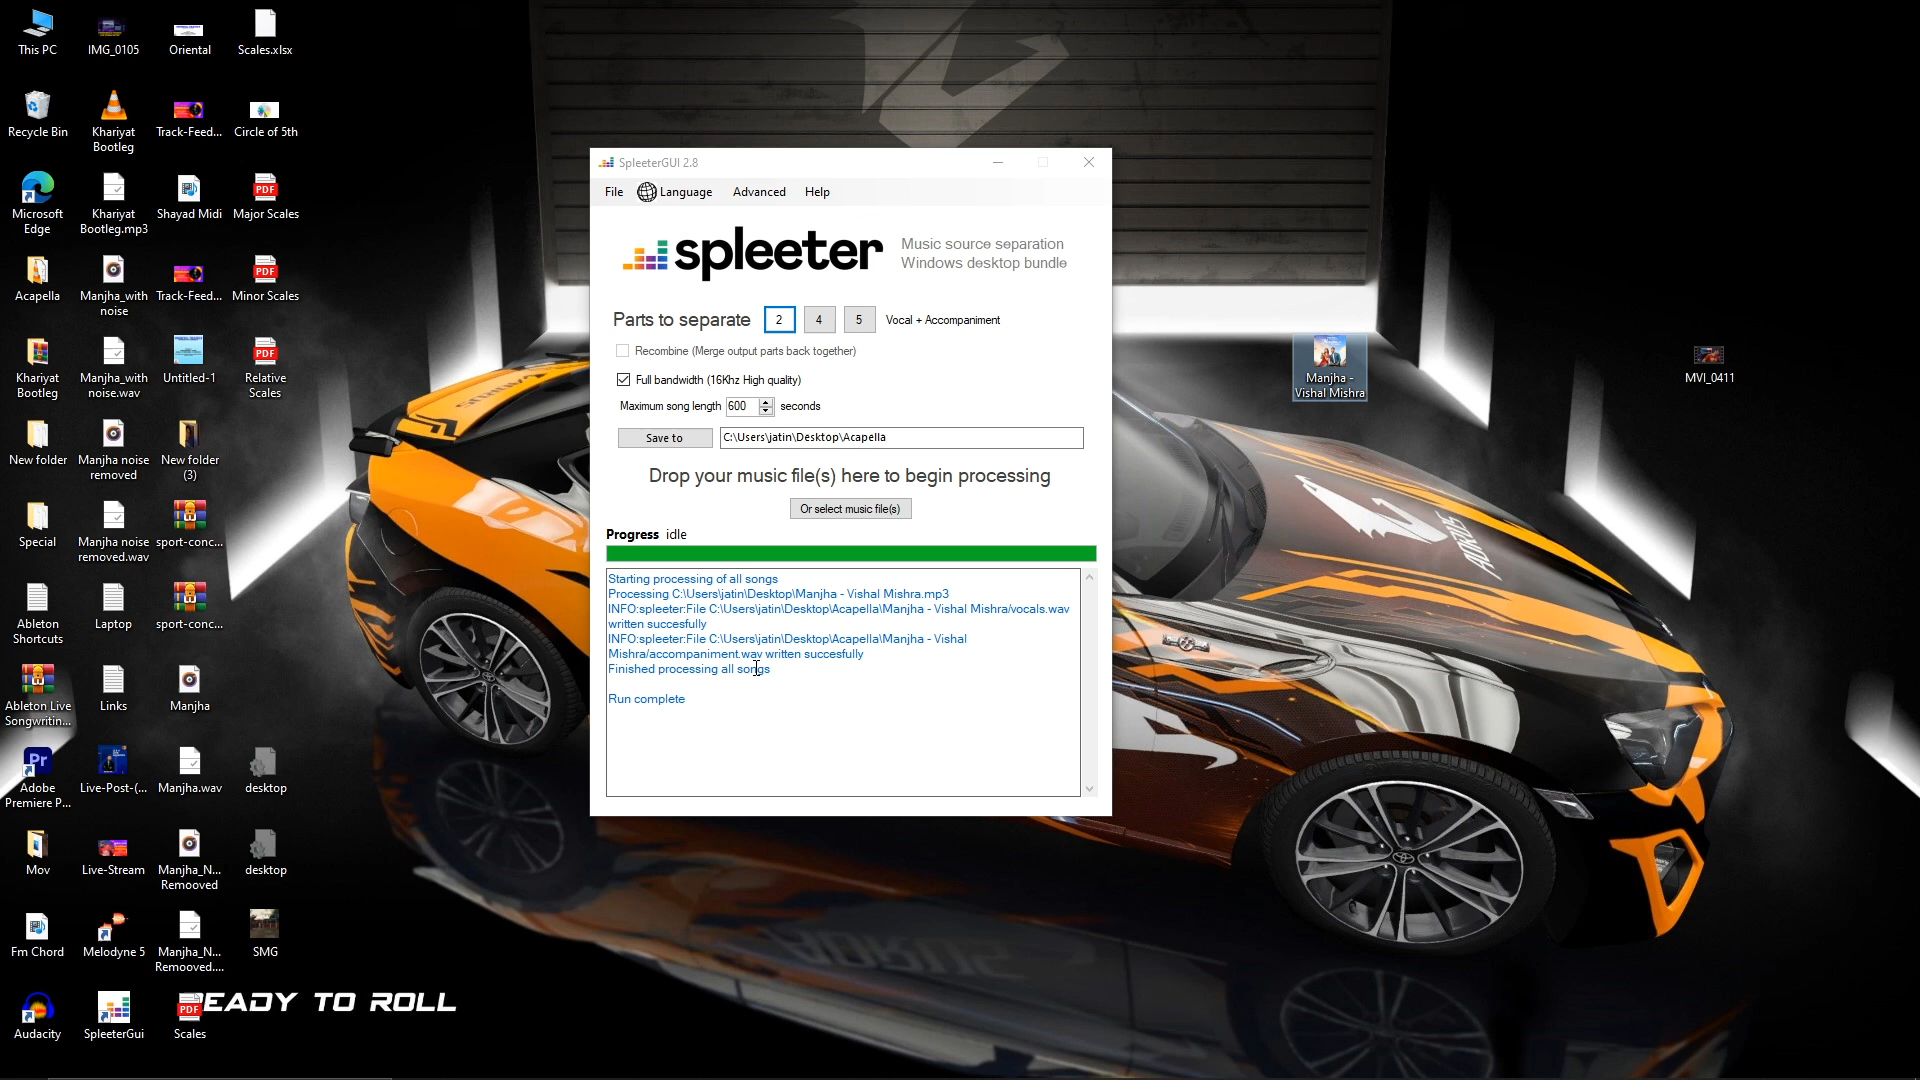 This PC
IMG_0105
Oriental
Scales.xlsx
Recycle Bin
Khariyat
Bootleg
Track-Feed...
Circle of 5th
Microsoft
Edge
Khariyat
Bootleg.mp3
Shayad Midi
Major Scales
Acapella
Manjha_with
noise
Track-Feed...
Minor Scales
Khariyat
Bootleg
Manjha_with
noise.wav
Untitled-1
Relative
Scales
New folder
Manjha noise
removed
New folder
(3)
Special
Manjha noise
removed.wav
sport-conc...
Ableton
Shortcuts
Laptop
sport-conc...
Ableton Live
Songwritin...
Links
Manjha
Adobe
Premiere P...
Live-Post-(...
Manjha.wav
desktop
Mov
Live-Stream
Manjha_N...
Remooved
desktop
Fm Chord
Melodyne 5
Manjha_N...
Remooved....
SMG
Audacity
SpleeterGui
Scales
PDF
PDF
PDF
PDF
PDF
Pr
EADY TO ROLL
SpleeterGUI 2.8
File Language Advanced Help
spleeter
Music source separation
Windows desktop bundle
Parts to separate 2 4 5 Vocal + Accompaniment
Recombine (Merge output parts back together)
Full bandwidth (16Khz High quality)
Maximum song length 600 seconds
Save to C:\Users\jatin\Desktop\Acapella
Drop your music file(s) here to begin processing
Or select music file(s)
Progress idle
Starting processing of all songs
Processing C:\Users\jatin\Desktop\Manjha - Vishal Mishra.mp3
INFO:spleeter:File C:\Users\jatin\Desktop\Acapella\Manjha - Vishal Mishra/vocals.wav
written succesfully
INFO:spleeter:File C:\Users\jatin\Desktop\Acapella\Manjha - Vishal
Mishra/accompaniment.wav written succesfully
Finished processing all songs
Run complete
Manjha -
Vishal Mishra
MVI_0411
AORUS